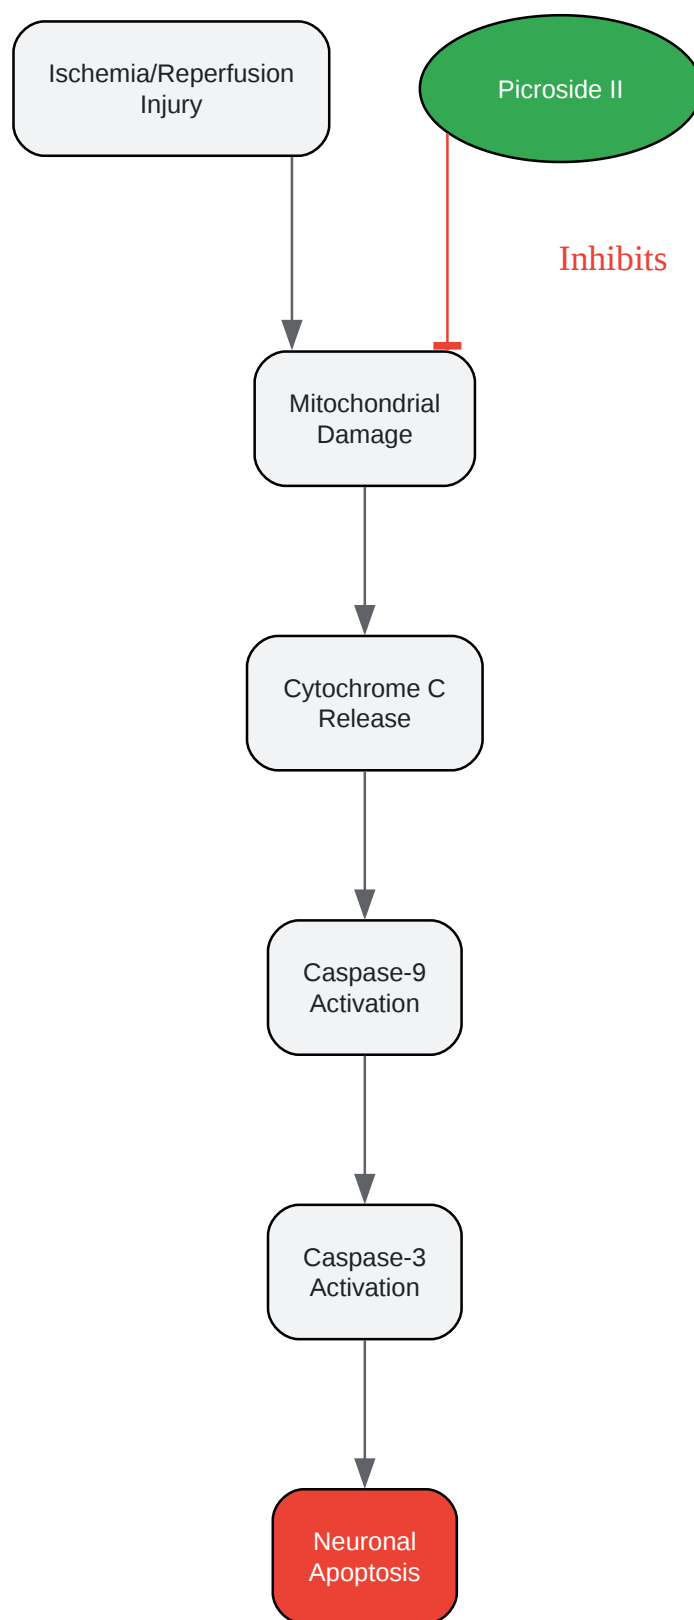 Ischemia/Reperfusion
Injury
Picroside II
Inhibits
Mitochondrial
Damage
Cytochrome C
Release
Caspase-9
Activation
Caspase-3
Activation
Neuronal
Apoptosis